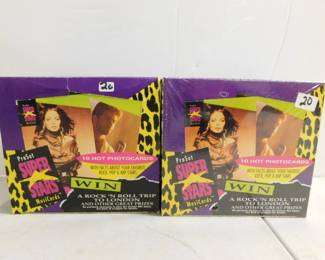 20
10 HOT PHOTOCARDS
WITH FACTS ABOUT YOUR FAVORITE
ROCK, POP & RAP STARS
ProSet
SUPER
STARS
MusiCards
WIN
A ROCK 'N ROLL TRIP
TO LONDON
AND OTHER GREAT PRIZES
20
10 HOT PHOTOCARDS
WITH FACTS ABOUT YOUR FAVORITE
ROCK, POP & RAP STARS
ProSet
SUPER
STARS
MusiCards
WIN
A ROCK 'N ROLL TRIP
TO LONDON
AND OTHER GREAT PRIZES